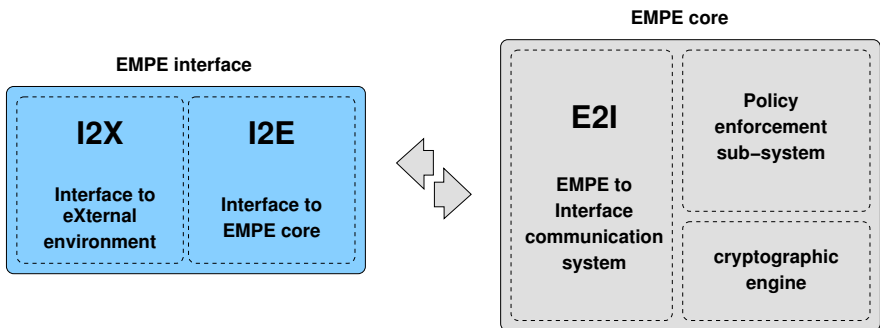 EMPE interface
I2X
Interface to
eXternal
environment
I2E
Interface to
EMPE core
EMPE core
E2I
EMPE to
Interface
communication
system
Policy
enforcement
sub−system
cryptographic
engine